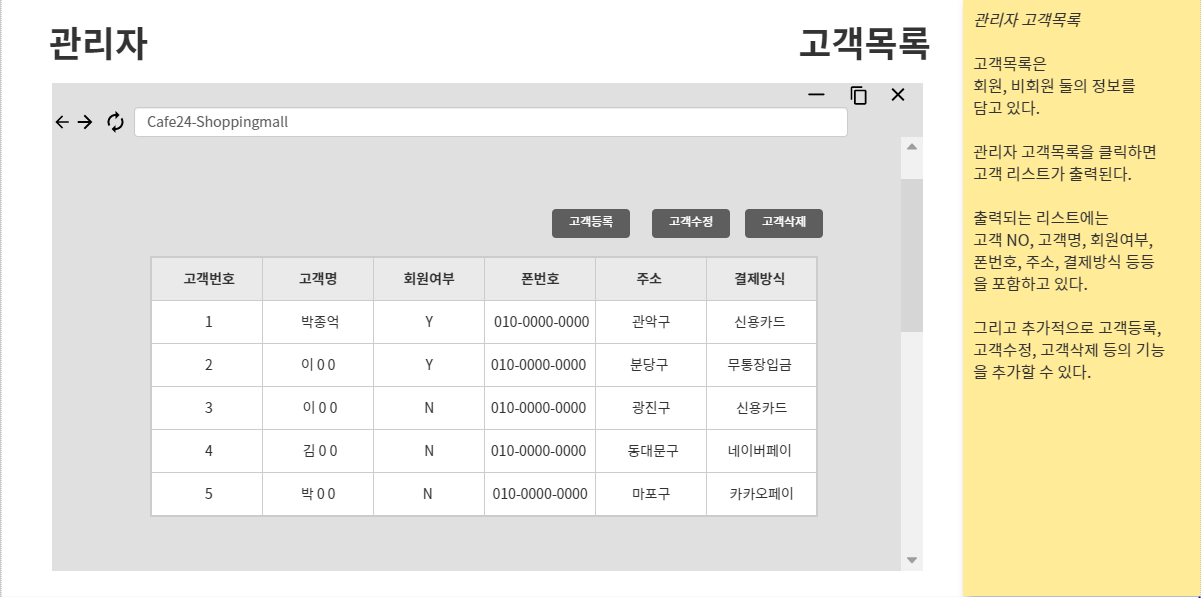 관리자 고객목록
Cafe24-Shoppingmall
고객등록 고객수정 고객삭제
고객번호 고객명 회원여부 폰번호 주소 결제방식
1 박종억 Y 010-0000-0000 관악구 신용카드
2 이 0 0 Y 010-0000-0000 분당구 무통장입금
3 이 0 0 N 010-0000-0000 광진구 신용카드
4 김 0 0 N 010-0000-0000 동대문구 네이버페이
5 박 0 0 N 010-0000-0000 마포구 카카오페이
관리자 고객목록
고객목록은
회원, 비회원 둘의 정보를
담고 있다.
관리자 고객목록을 클릭하면
고객 리스트가 출력된다.
출력되는 리스트에는
고객 NO, 고객명, 회원여부,
폰번호, 주소, 결제방식 등등
을 포함하고 있다.
그리고 추가적으로 고객등록,
고객수정, 고객삭제 등의 기능
을 추가할 수 있다.